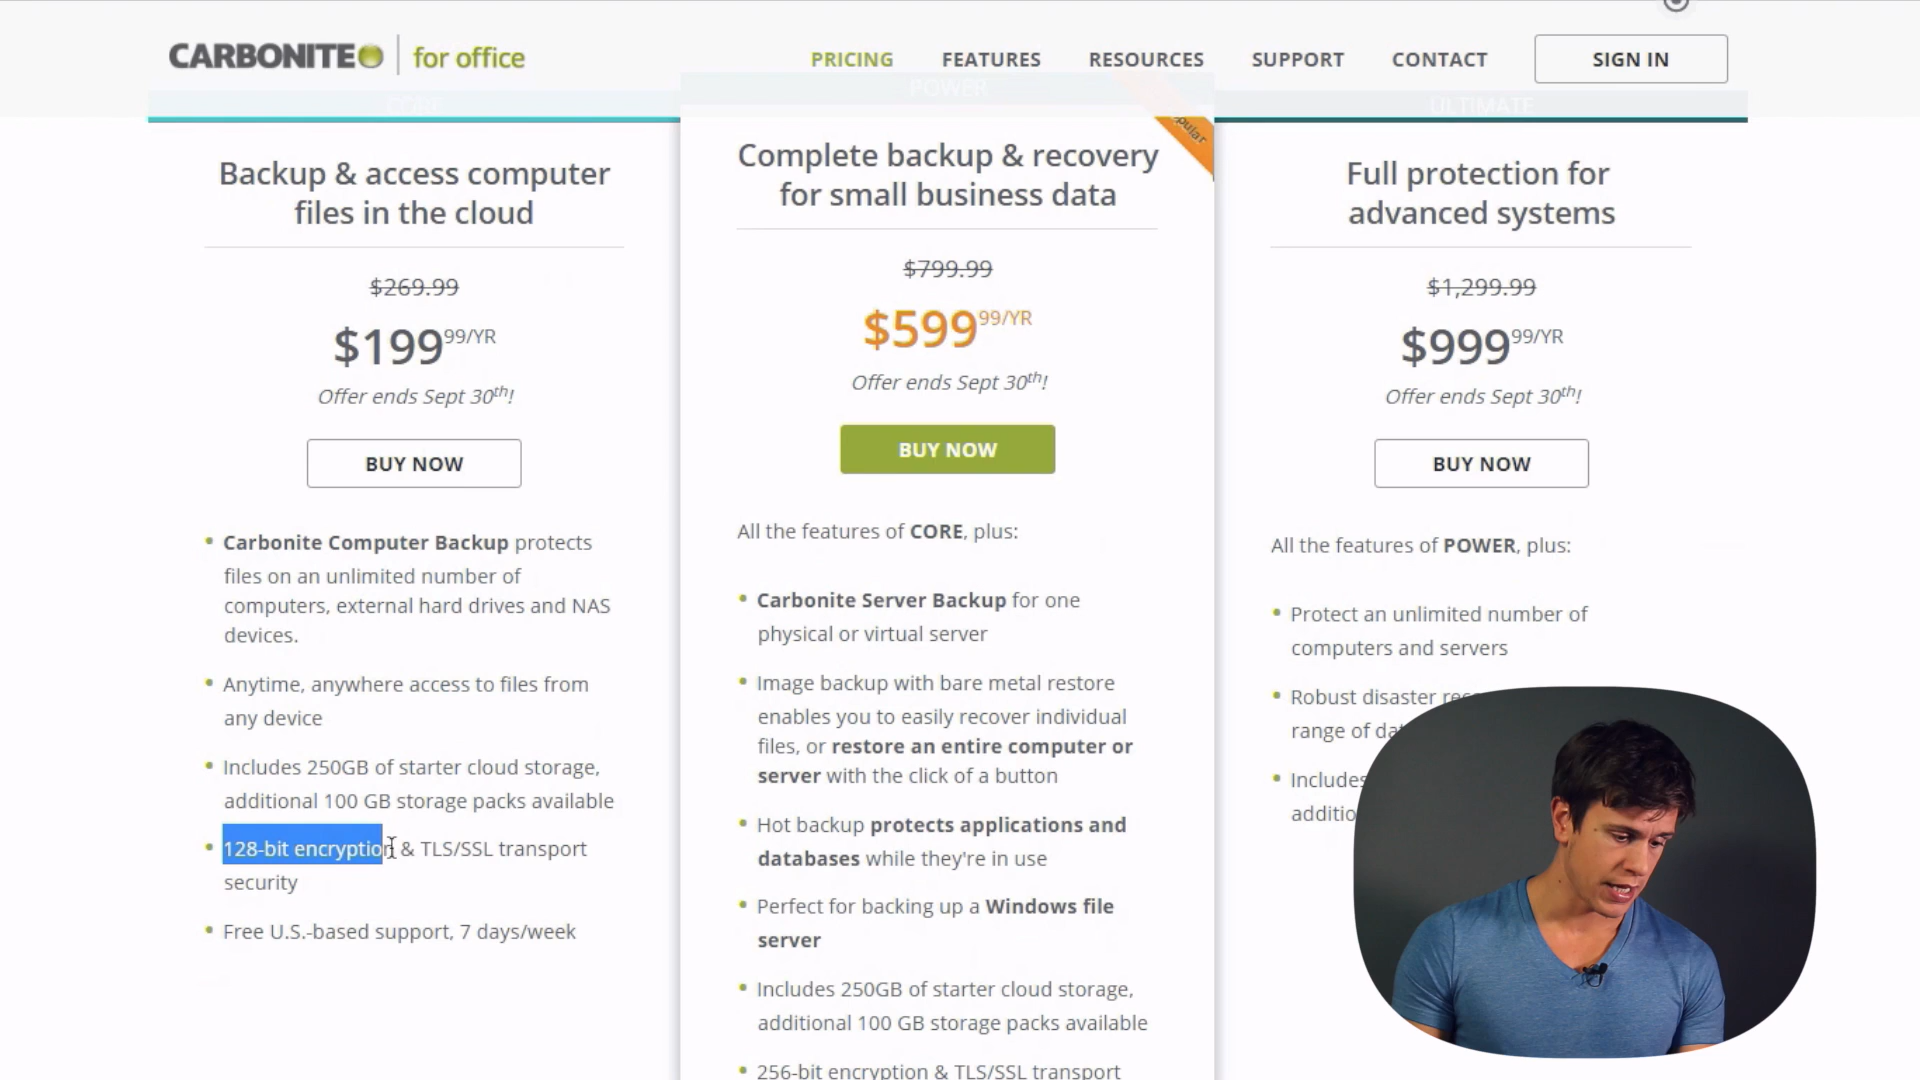 CARBONITE for office
PRICING FEATURES RESOURCES SUPPORT CONTACT SIGN IN
CORE
POWER
ULTIMATE
Backup & access computer
files in the cloud
$269.99
$199 99/YR
Offer ends Sept 30th!
BUY NOW
• Carbonite Computer Backup protects
files on an unlimited number of
computers, external hard drives and NAS
devices.
• Anytime, anywhere access to files from
any device
• Includes 250GB of starter cloud storage,
additional 100 GB storage packs available
• 128-bit encryption & TLS/SSL transport
security
• Free U.S.-based support, 7 days/week
Complete backup & recovery
for small business data
$799.99
$599 99/YR
Offer ends Sept 30th!
BUY NOW
All the features of CORE, plus:
• Carbonite Server Backup for one
physical or virtual server
• Image backup with bare metal restore
enables you to easily recover individual
files, or restore an entire computer or
server with the click of a button
• Hot backup protects applications and
databases while they're in use
• Perfect for backing up a Windows file
server
• Includes 250GB of starter cloud storage,
additional 100 GB storage packs available
• 256-bit encryption & TLS/SSL transport
Full protection for
advanced systems
$1,299.99
$999 99/YR
Offer ends Sept 30th!
BUY NOW
All the features of POWER, plus:
• Protect an unlimited number of
computers and servers
• Robust disaster
range of
• Includes